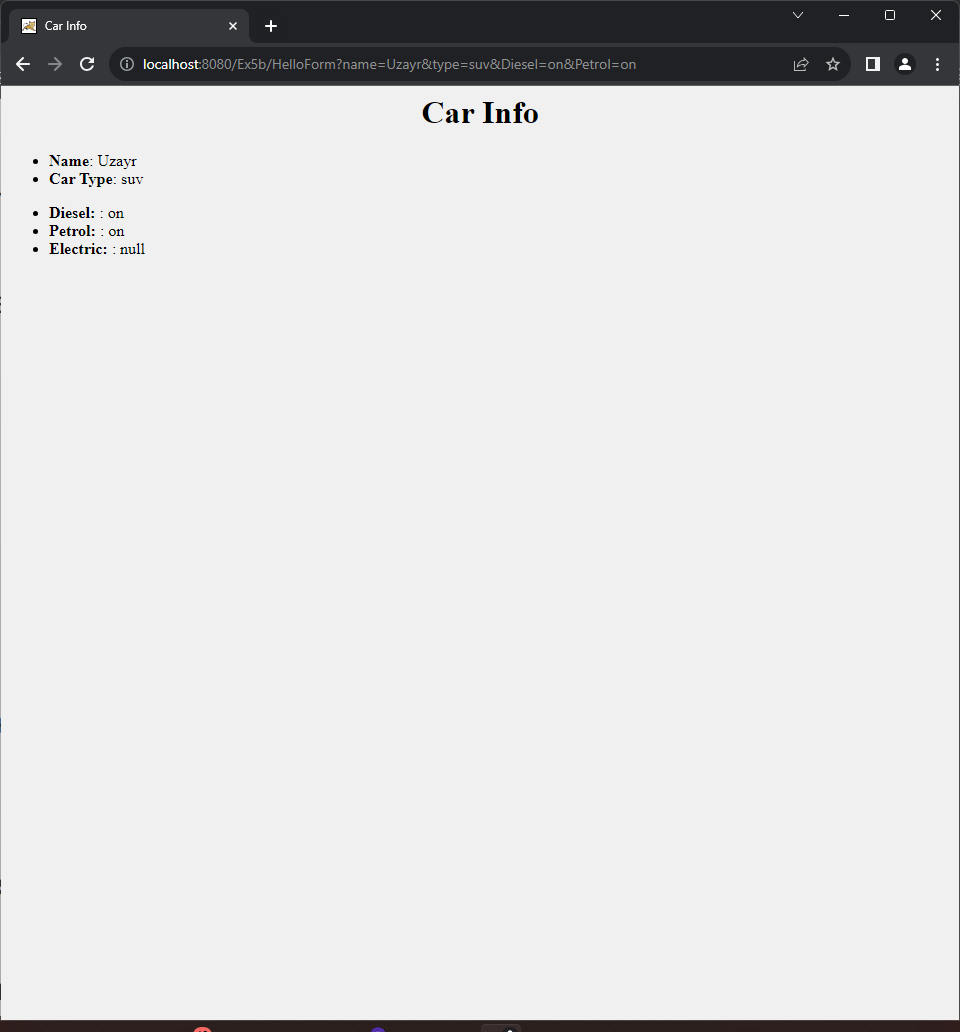 Car Info
localhost:8080/Ex5b/HelloForm?name=Uzayr&type=suv&Diesel=on&Petrol=on
Car Info
• Name: Uzayr
• Car Type: suv
• Diesel: : on
• Petrol: : on
• Electric: : null